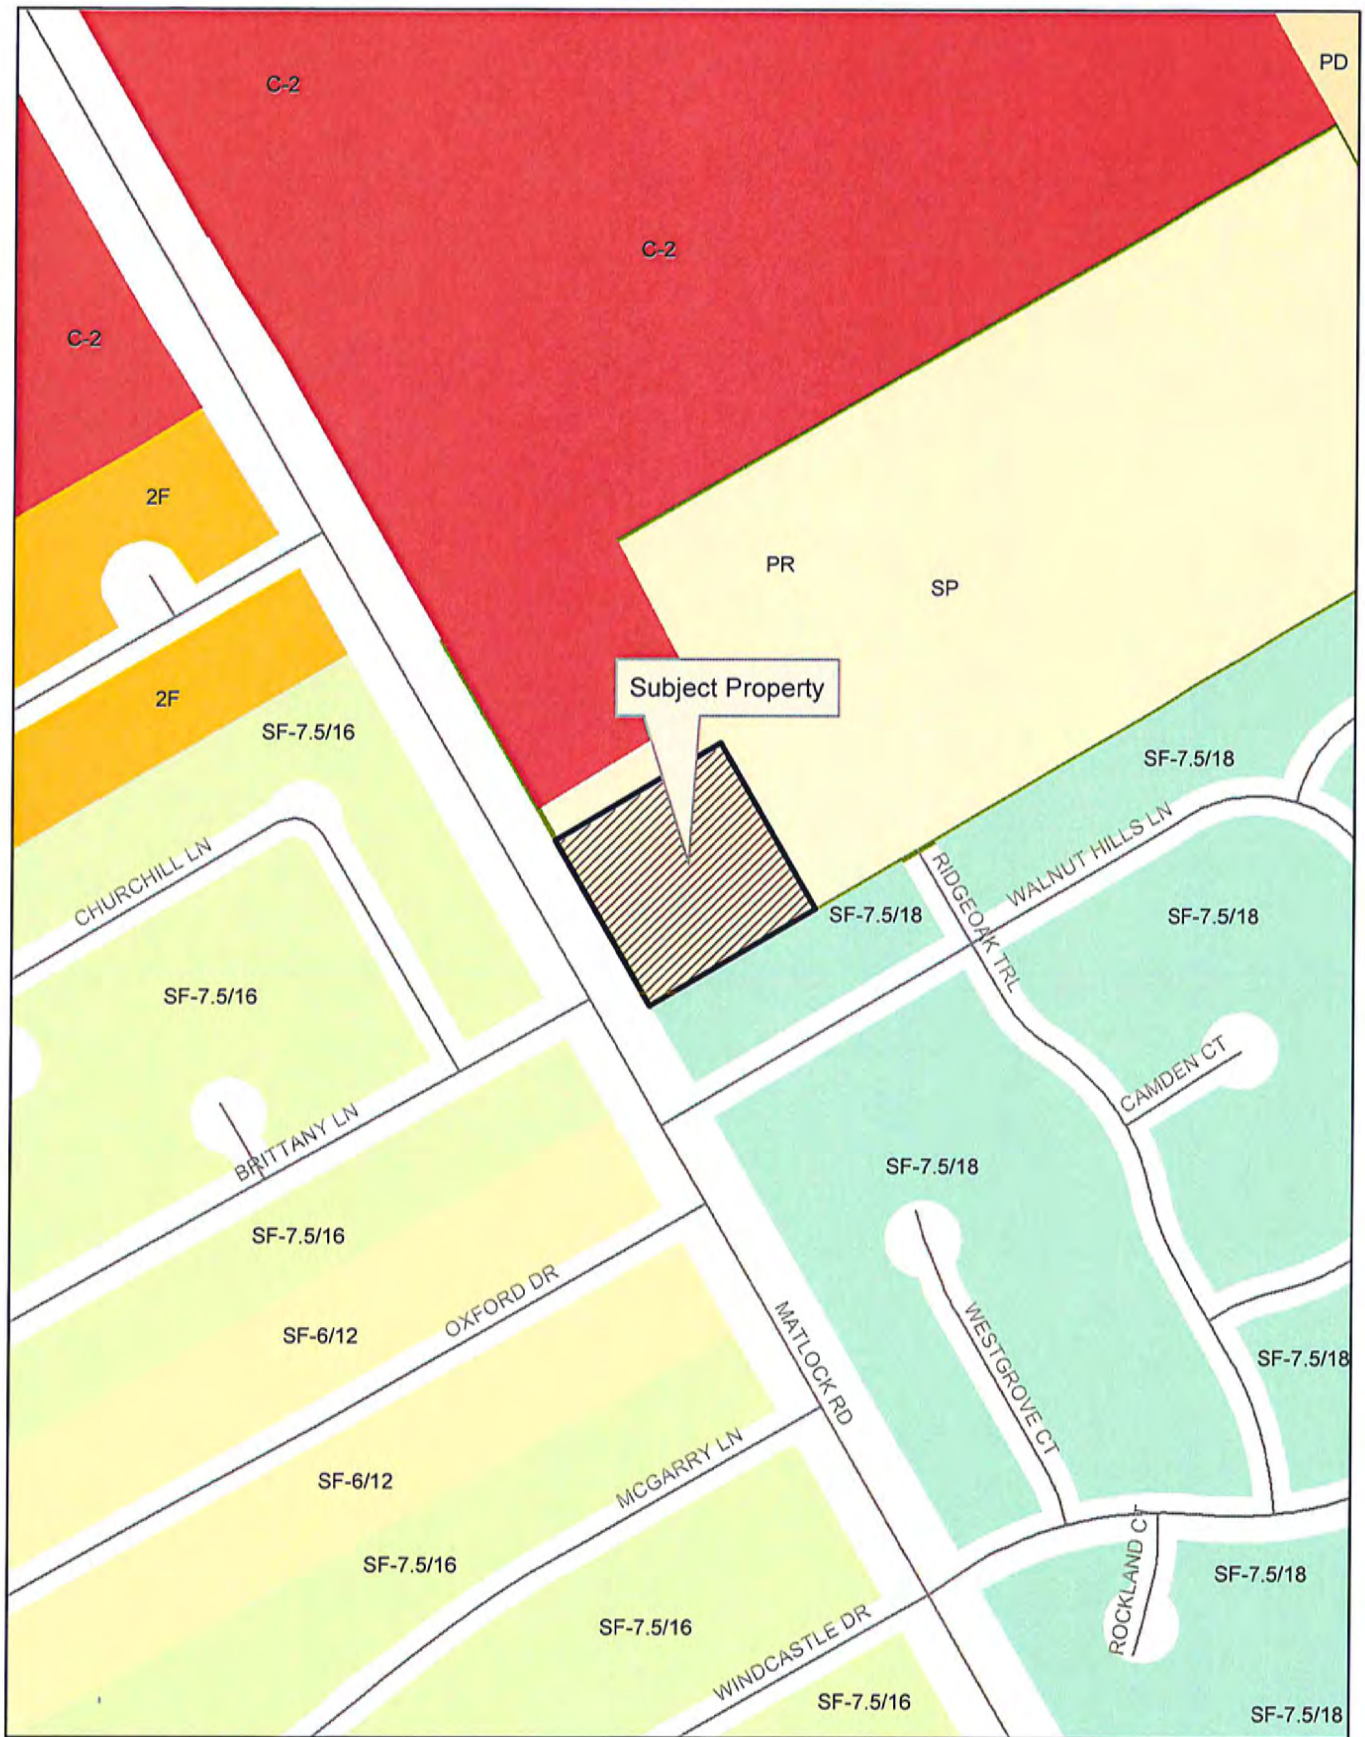 PD
C-2
C-2
C-2
2F
PR
SP
Subject Property
2F
SF-7.5/16
SF-7.5/18
CHURCHILL LN
WALNUT HILLS LN
RIDGEOAK TRL
SF-7.5/18
SF-7.5/18
SF-7.5/16
CAMDEN CT
BRITTANY LN
SF-7.5/18
SF-7.5/16
OXFORD DR
SF-6/12
MATLOCK RD
WESTGROVE CT
SF-7.5/18
SF-6/12
MCGARRY LN
SF-7.5/16
ROCKLAND CT
SF-7.5/18
SF-7.5/16
WINDCASTLE DR
SF-7.5/16
SF-7.5/18